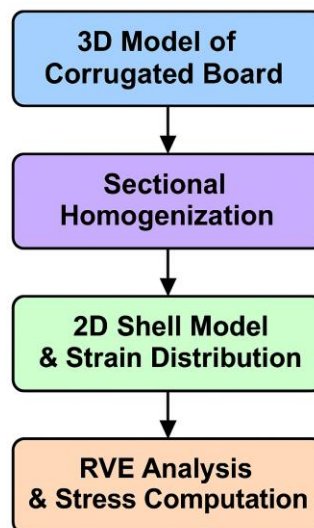 3D Model of
Corrugated Board
Sectional
Homogenization
2D Shell Model
& Strain Distribution
RVE Analysis
& Stress Computation